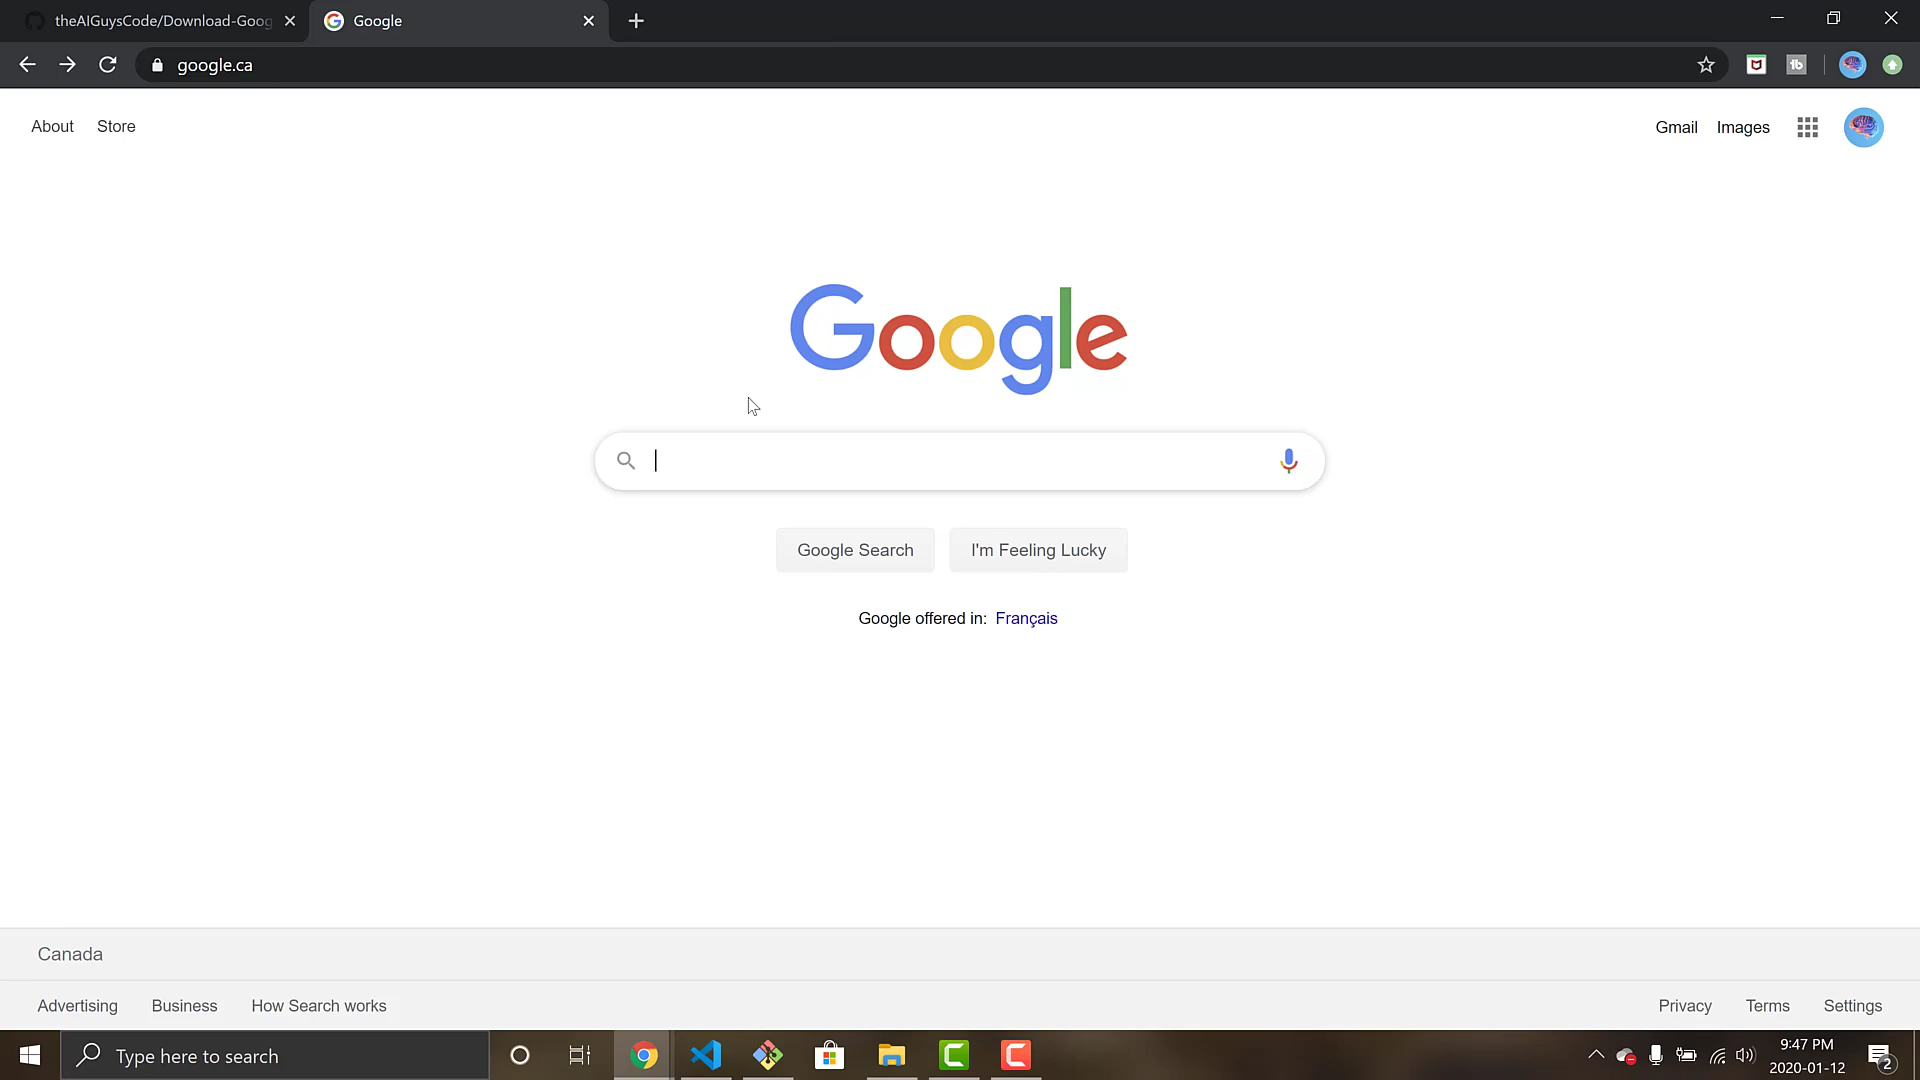 theAIGuysCode/Download-Goog
Google
google.ca
About
Store
Gmail
Images
Google
Google Search
I'm Feeling Lucky
Google offered in: Français
Canada
Advertising
Business
How Search works
Privacy
Terms
Settings
Type here to search
9:47 PM
2020-01-12
2